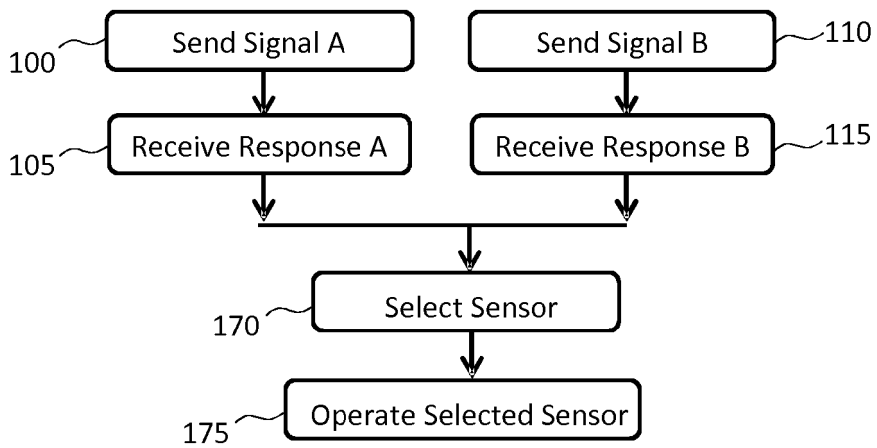 100
Send Signal A
Send Signal B
110
105
Receive Response A
Receive Response B
115
170
Select Sensor
175
Operate Selected Sensor